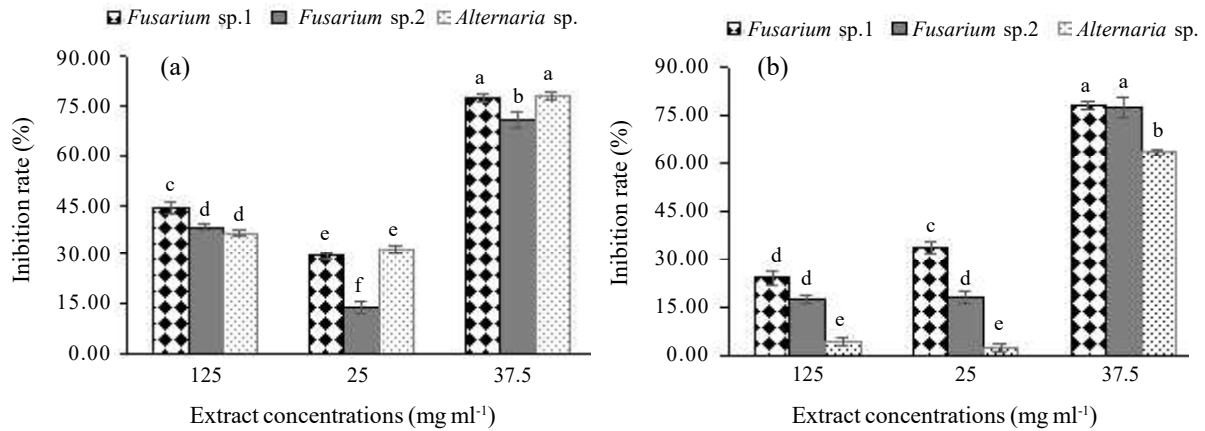 Fusarium sp.1 Fusarium sp.2 Alternaria sp.
(a)
Inibition rate (%)
90.00
75.00
60.00
45.00
30.00
15.00
0.00
c d d
e f e
a b a
125 25 37.5
Extract concentrations (mg ml-1)
Fusarium sp.1 Fusarium sp.2 Alternaria sp.
(b)
Inibition rate (%)
90.00
75.00
60.00
45.00
30.00
15.00
0.00
d d e
c d e
a a b
125 25 37.5
Extract concentrations (mg ml-1)